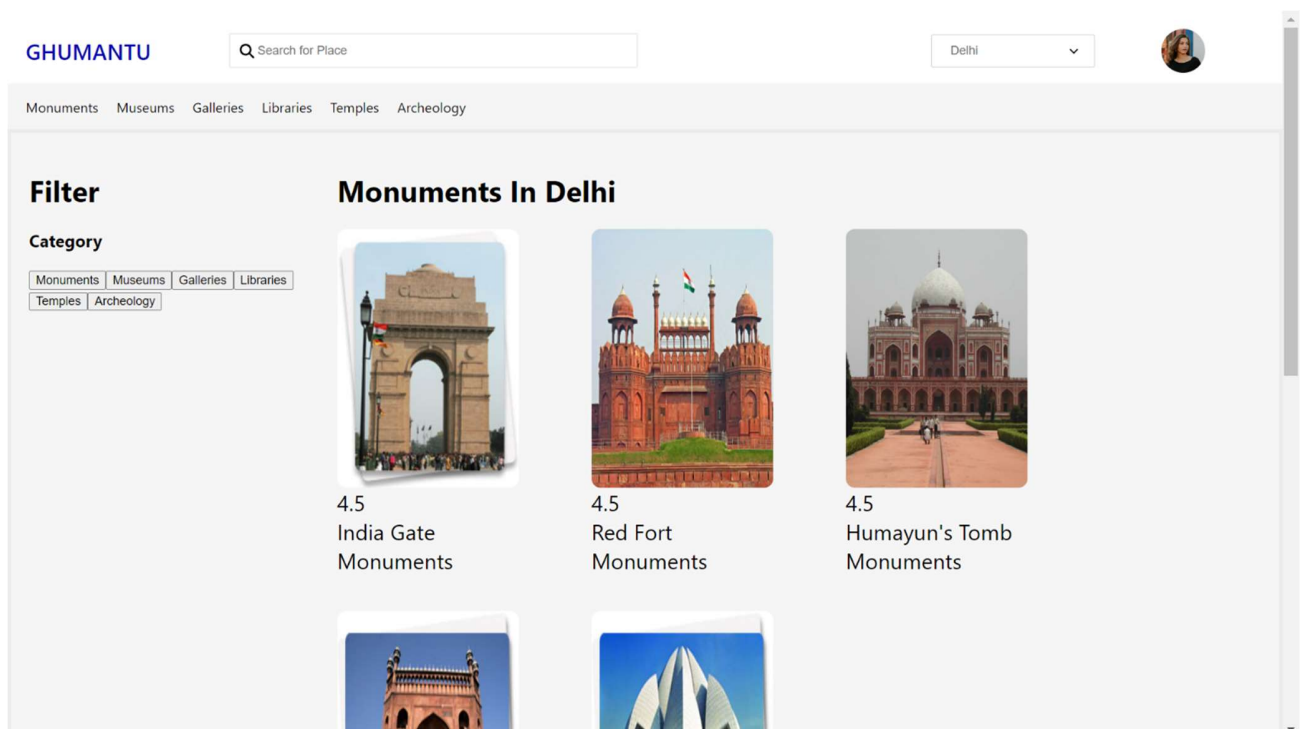 GHUMANTU
Search for Place
Delhi
Monuments Museums Galleries Libraries Temples Archeology
Filter
Category
Monuments Museums Galleries Libraries
Temples Archeology
Monuments In Delhi
4.5
India Gate
Monuments
4.5
Red Fort
Monuments
4.5
Humayun's Tomb
Monuments